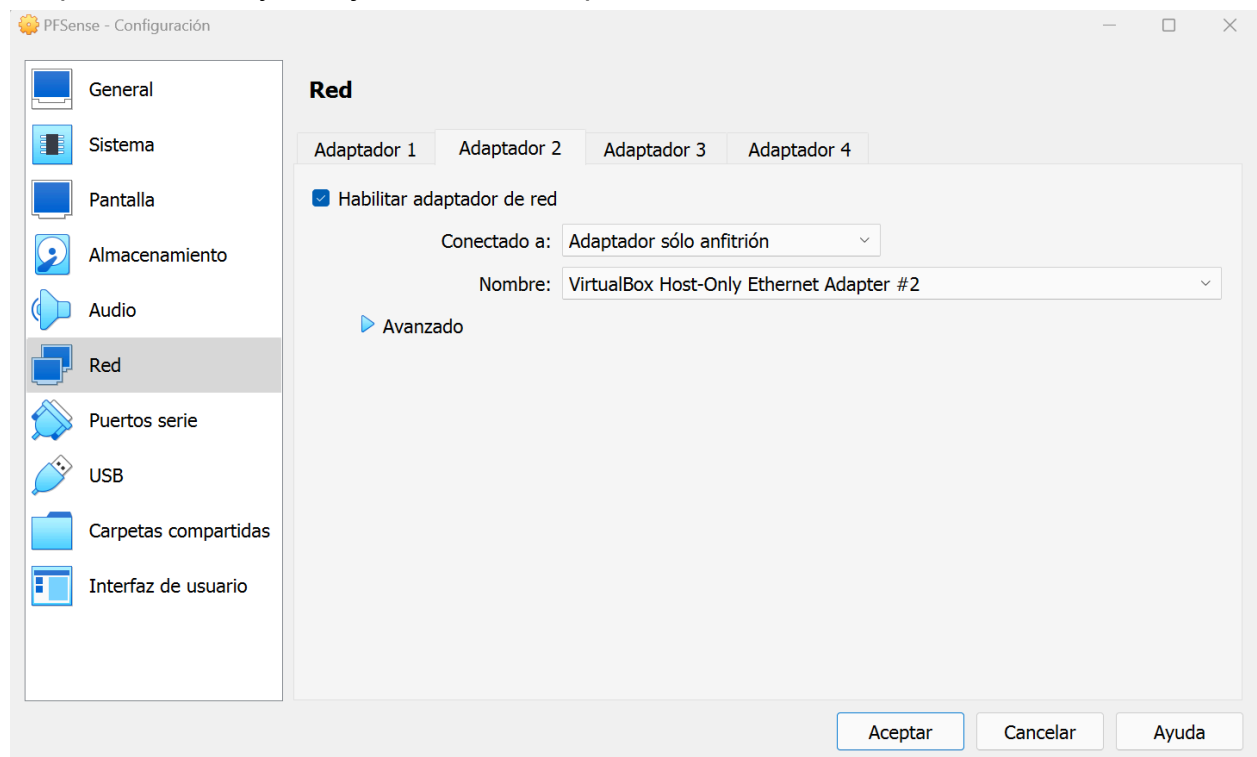 PFSense - Configuración
General
Sistema
Pantalla
Almacenamiento
Audio
Red
Puertos serie
USB
Carpetas compartidas
Interfaz de usuario
Red
Adaptador 1 Adaptador 2 Adaptador 3 Adaptador 4
Habilitar adaptador de red
Conectado a: Adaptador sólo anfitrión
Nombre: VirtualBox Host-Only Ethernet Adapter #2
Avanzado
Aceptar Cancelar Ayuda